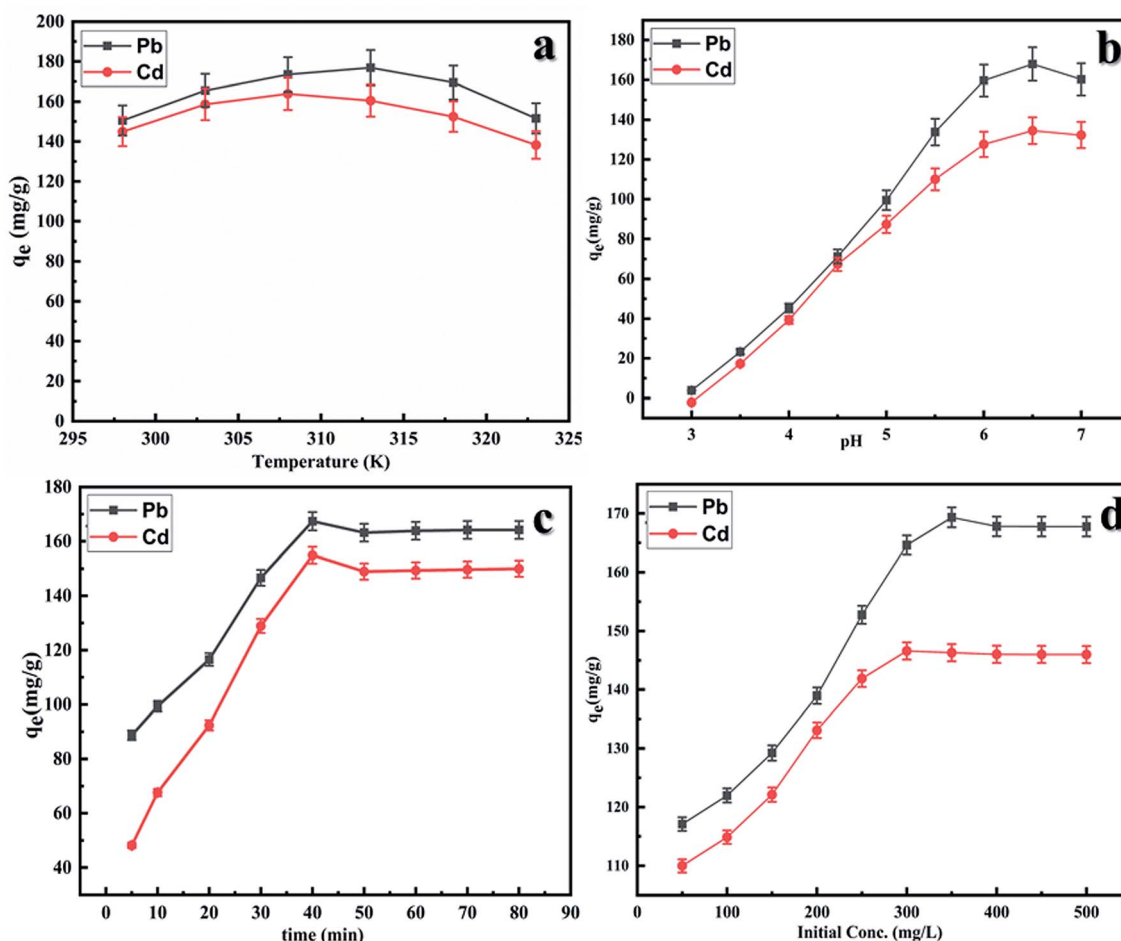 a
Pb
Cd
200
180
160
140
120
100
80
60
40
20
0
qe (mg/g)
295 300 305 310 315 320 325
Temperature (K)
b
Pb
Cd
180
160
140
120
100
80
60
40
20
0
qe(mg/g)
3 4 5 6 7
pH
c
Pb
Cd
180
160
140
120
100
80
60
40
qe(mg/g)
0 10 20 30 40 50 60 70 80 90
time (min)
d
Pb
Cd
170
160
150
140
130
120
110
qe(mg/g)
0 100 200 300 400 500
Initial Conc. (mg/L)